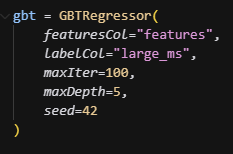 gbt = GBTRegressor(
    featuresCol="features",
    labelCol="large_ms",
    maxIter=100,
    maxDepth=5,
    seed=42
)